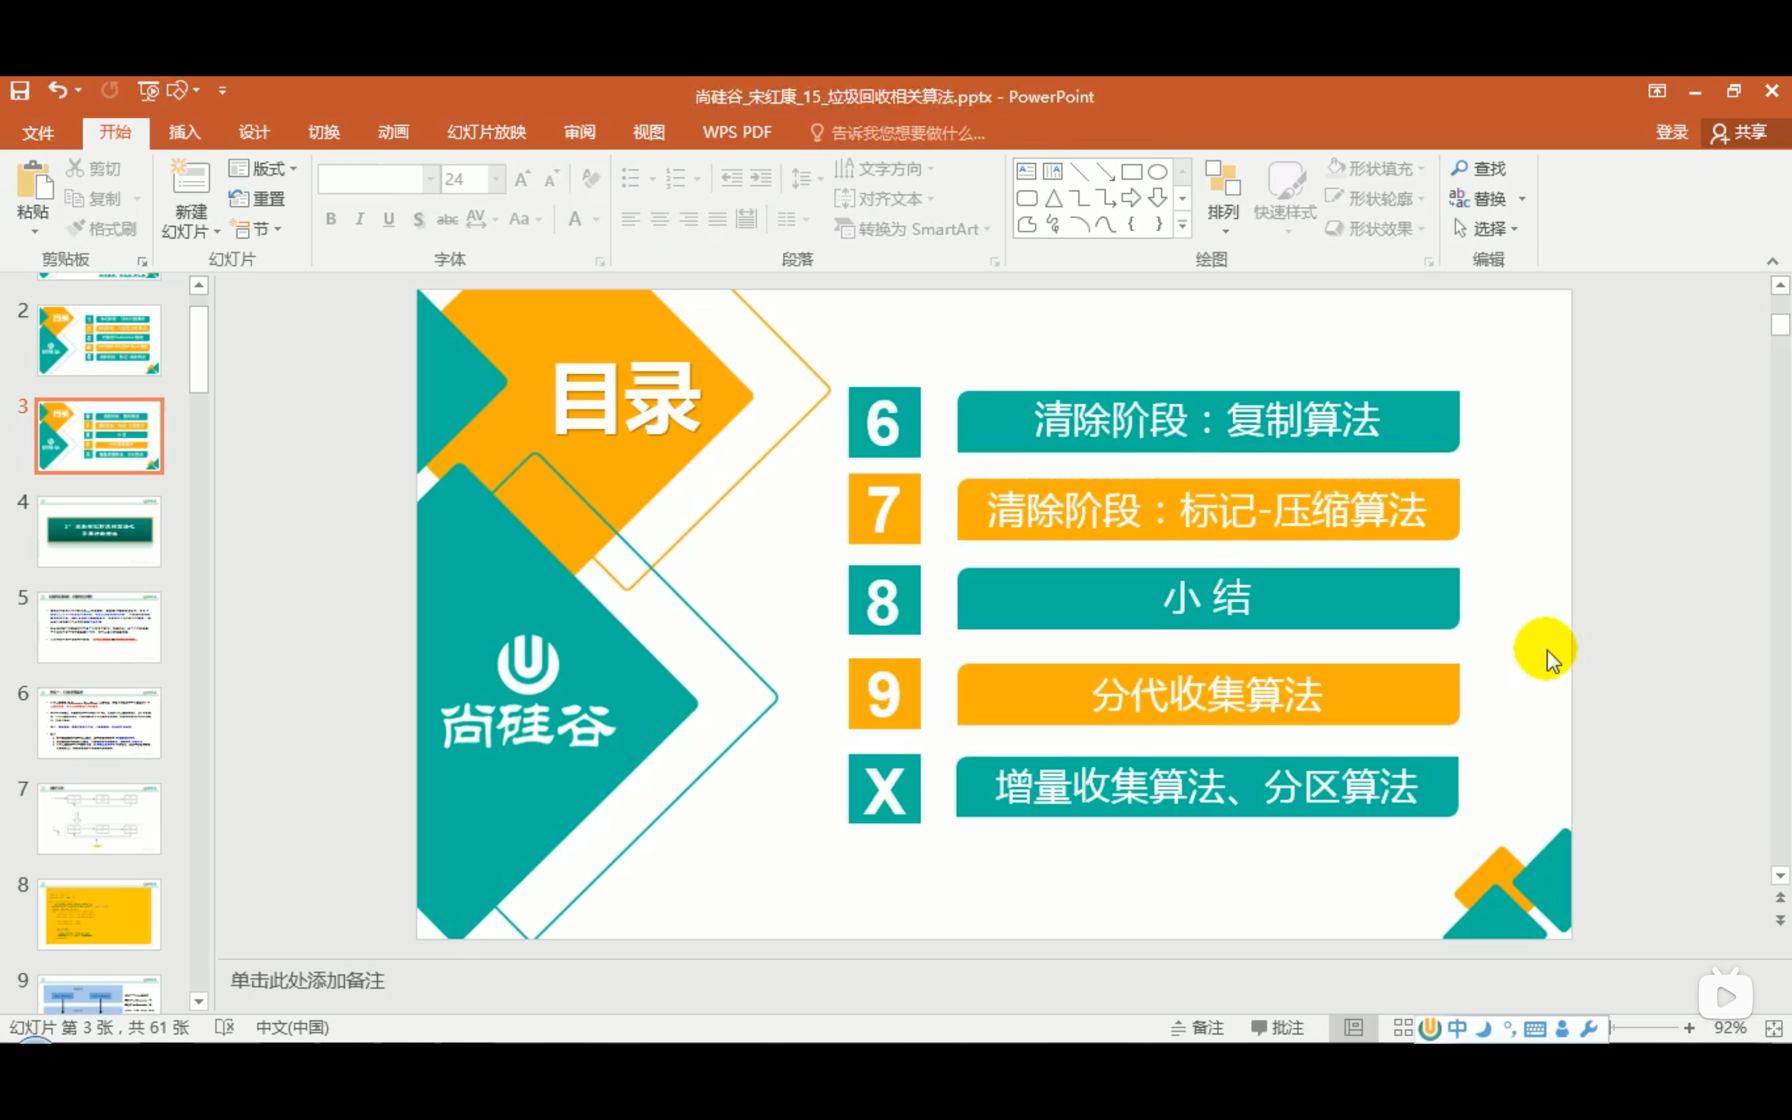 尚硅谷_宋红康_15_垃圾回收相关算法.pptx - PowerPoint
文件 开始 插入 设计 切换 动画 幻灯片放映 审阅 视图 WPS PDF 告诉我您想要做什么... 登录 共享
粘贴
剪切
复制
格式刷
剪贴板
新建
幻灯片
版式
重置
节
幻灯片
24
B I U S abc AV Aa A
字体
文字方向
对齐文本
转换为 SmartArt
段落
排列
快速样式
形状填充
形状轮廓
形状效果
绘图
查找
替换
选择
编辑
2
3
4
5
6
7
8
9
目录
尚硅谷
6 清除阶段：复制算法
7 清除阶段：标记-压缩算法
8 小 结
9 分代收集算法
X 增量收集算法、分区算法
单击此处添加备注
幻灯片 第 3 张，共 61 张 中文(中国) 备注 批注 中 92%